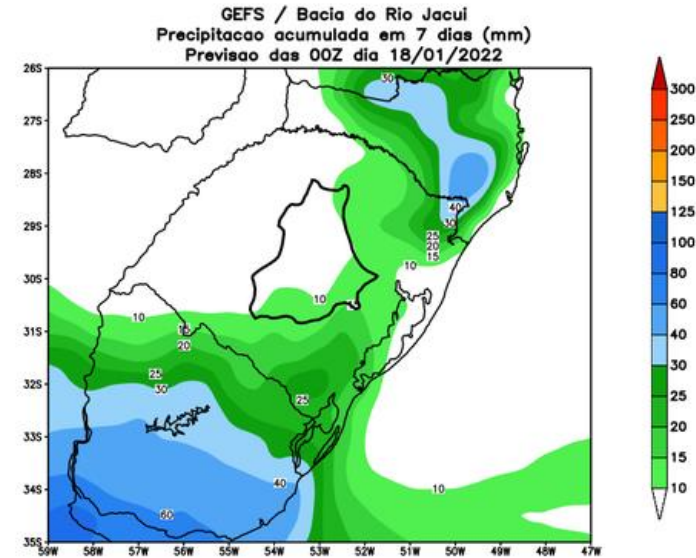 GEFS / Bacia do Rio Jacui
Precipitacao acumulada em 7 dias (mm)
Previsao das 00Z dia 18/01/2022
26S
27S
28S
29S
30S
31S
32S
33S
34S
35S
59W 58W 57W 56W 55W 54W 53W 52W 51W 50W 49W 48W 47W
30
40
30
25
20
15
10
10
10
15
20
25
30
25
40
60
10
300
250
200
150
125
100
80
60
40
30
25
20
15
10